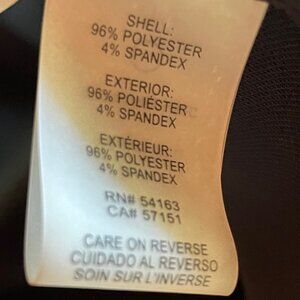 SHELL:
96% POLYESTER
4% SPANDEX
EXTERIOR:
96% POLIÉSTER
4% SPANDEX
EXTÉRIEUR:
96% POLYESTER
4% SPANDEX
RN# 54163
CA# 57151
CARE ON REVERSE
CUIDADO AL REVERSO
SOIN SUR L'INVERSE